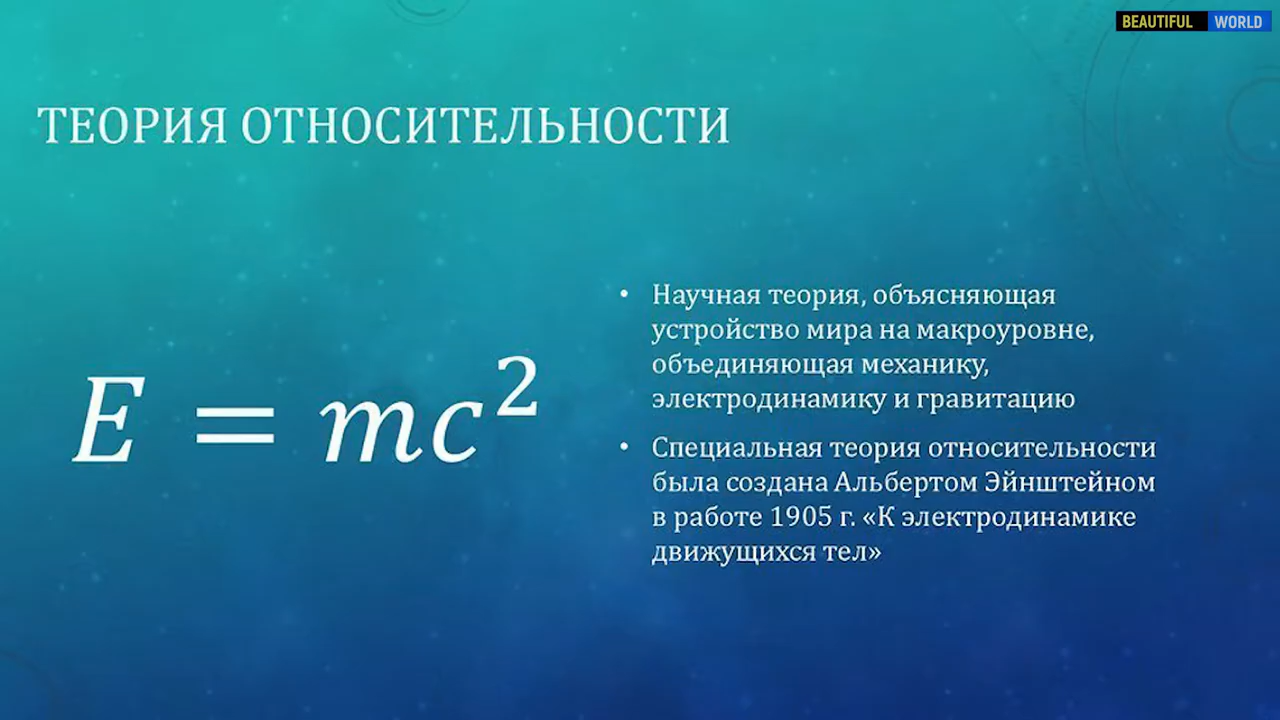 BEAUTIFUL WORLD
ТЕОРИЯ ОТНОСИТЕЛЬНОСТИ
E = mc²
• Научная теория, объясняющая
устройство мира на макроуровне,
объединяющая механику,
электродинамику и гравитацию
• Специальная теория относительности
была создана Альбертом Эйнштейном
в работе 1905 г. «К электродинамике
движущихся тел»